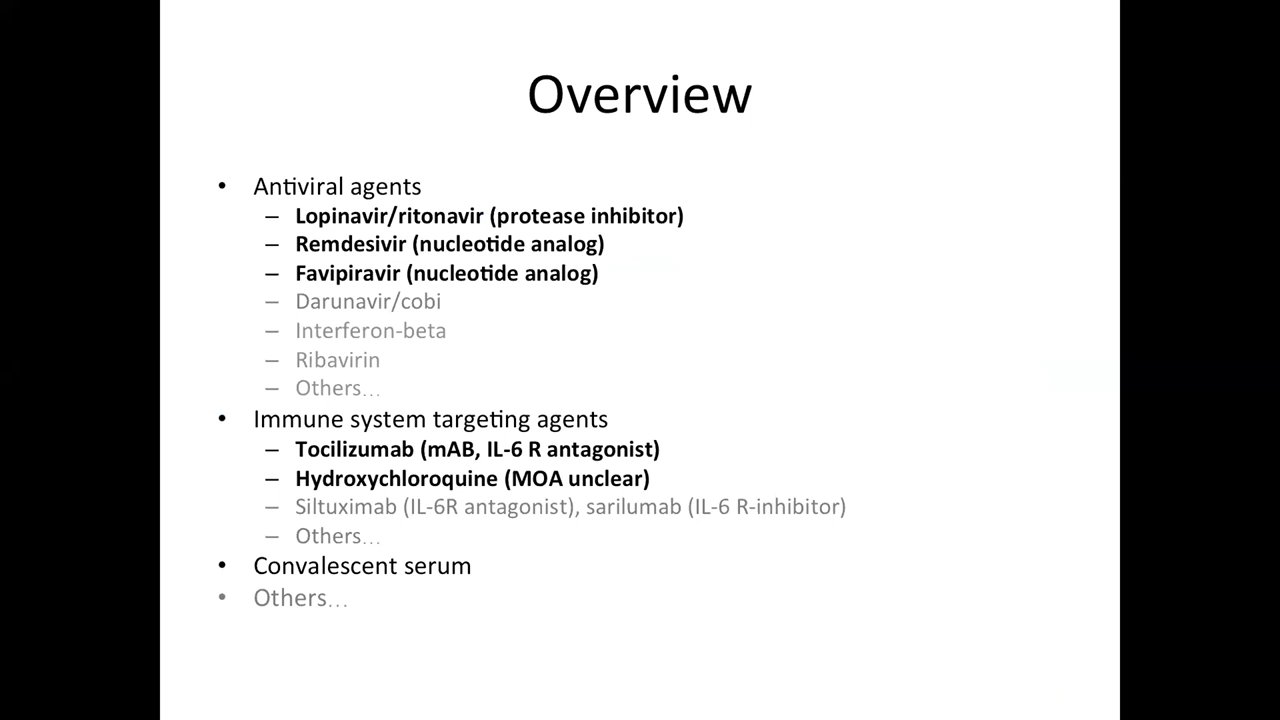 Overview
• Antiviral agents
– Lopinavir/ritonavir (protease inhibitor)
– Remdesivir (nucleotide analog)
– Favipiravir (nucleotide analog)
– Darunavir/cobi
– Interferon-beta
– Ribavirin
– Others…
• Immune system targeting agents
– Tocilizumab (mAB, IL-6 R antagonist)
– Hydroxychloroquine (MOA unclear)
– Siltuximab (IL-6R antagonist), sarilumab (IL-6 R-inhibitor)
– Others…
• Convalescent serum
• Others…